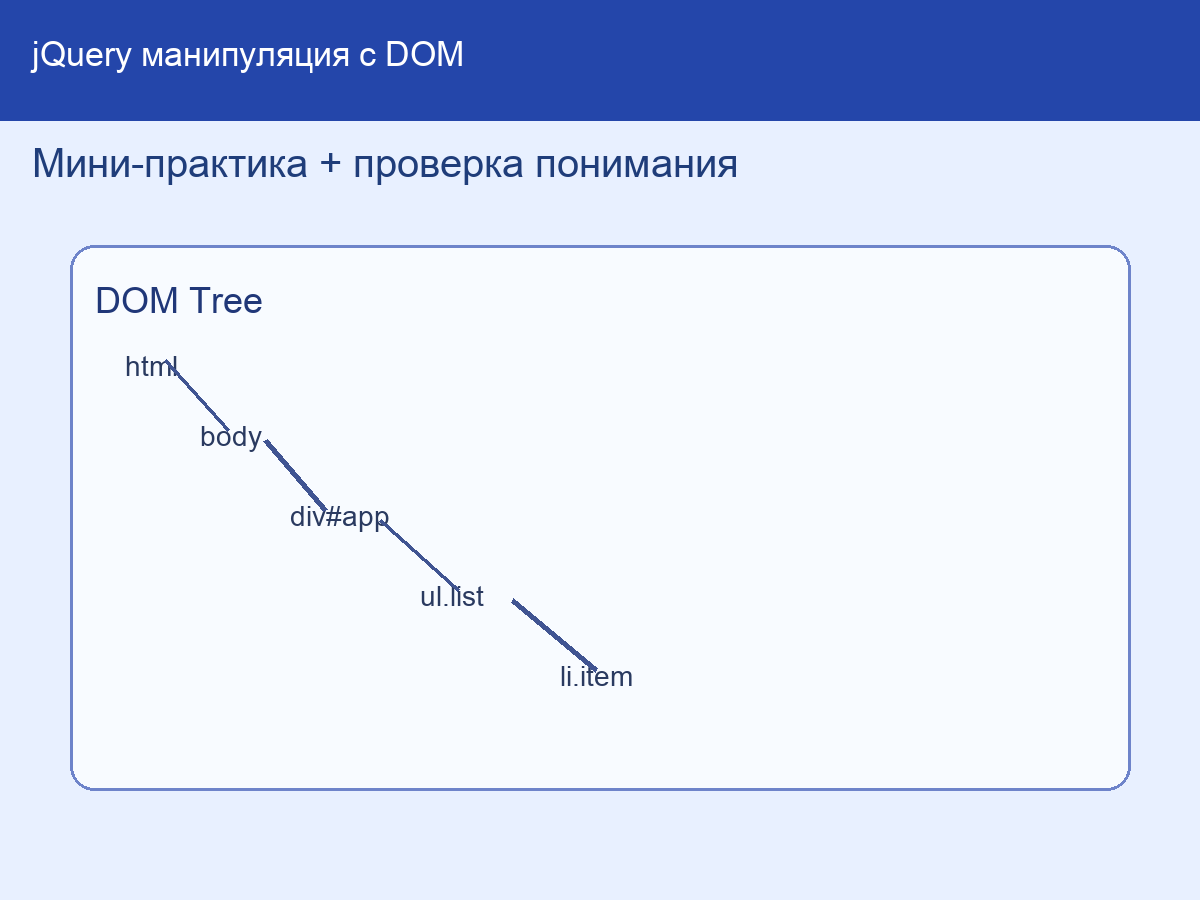 jQuery манипуляция с DOM
Мини-практика + проверка понимания
DOM Tree
html
body
div#app
ul.list
li.item